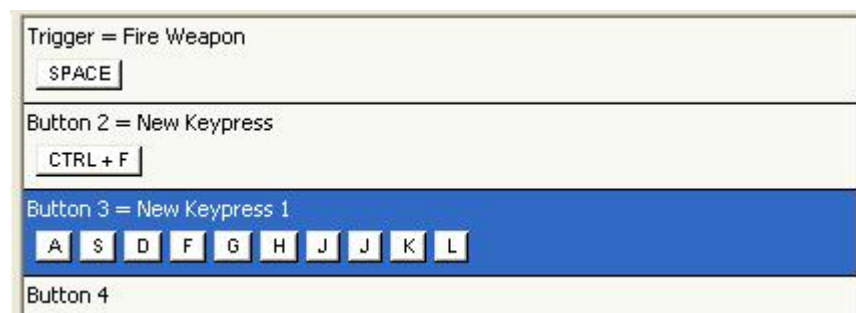 Trigger = Fire Weapon
SPACE
Button 2 = New Keypress
CTRL + F
Button 3 = New Keypress 1
A S D F G H J J K L
Button 4